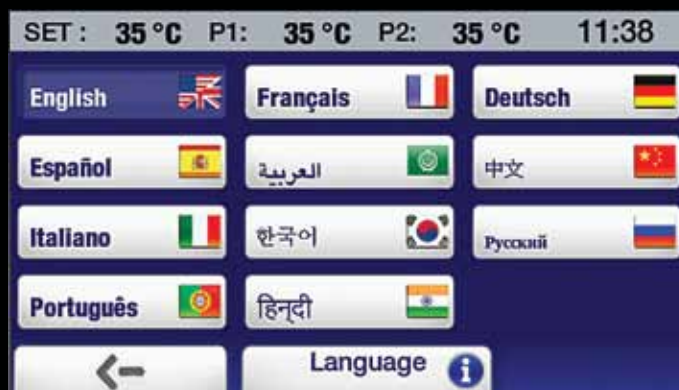 SET : 35 °C P1: 35 °C P2: 35 °C 11:38
English Français Deutsch
Español العربية 中文
Italiano 한국어 Русский
Português हिन्दी
Language